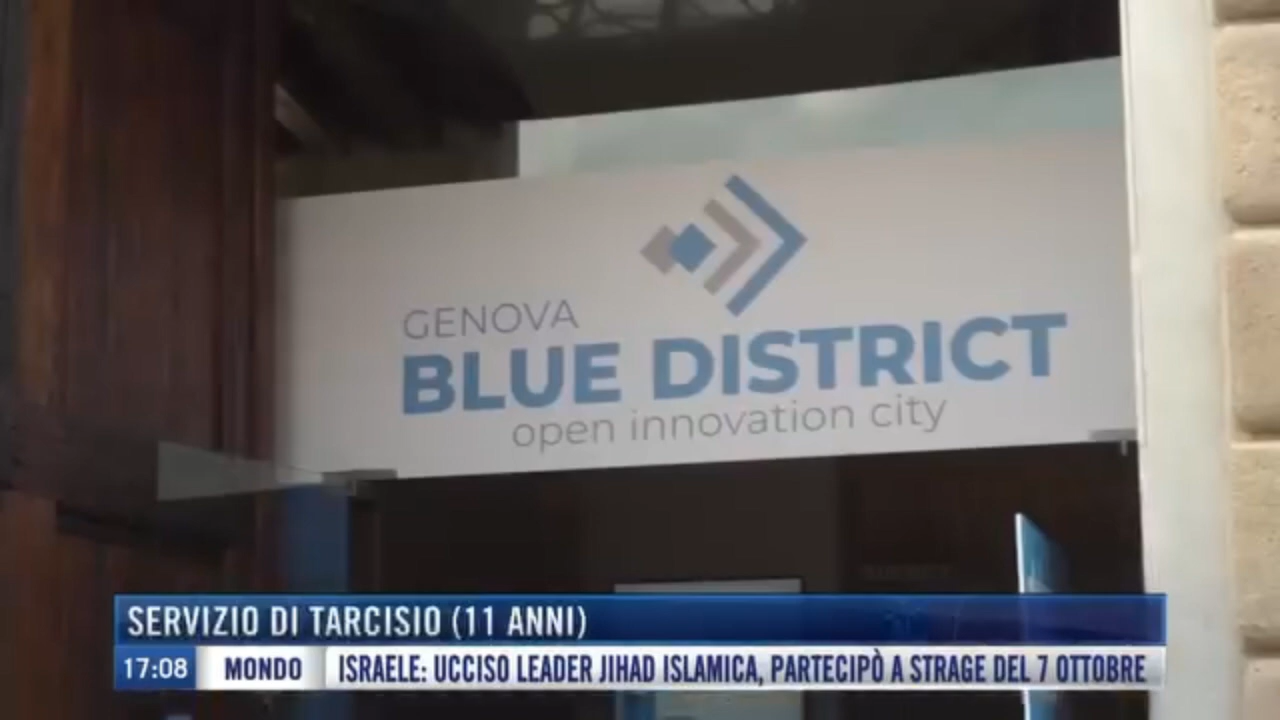 GENOVA
BLUE DISTRICT
open innovation city
SERVIZIO DI TARCISIO (11 ANNI)
17:08 MONDO ISRAELE: UCCISO LEADER JIHAD ISLAMICA, PARTECIPÒ A STRAGE DEL 7 OTTOBRE